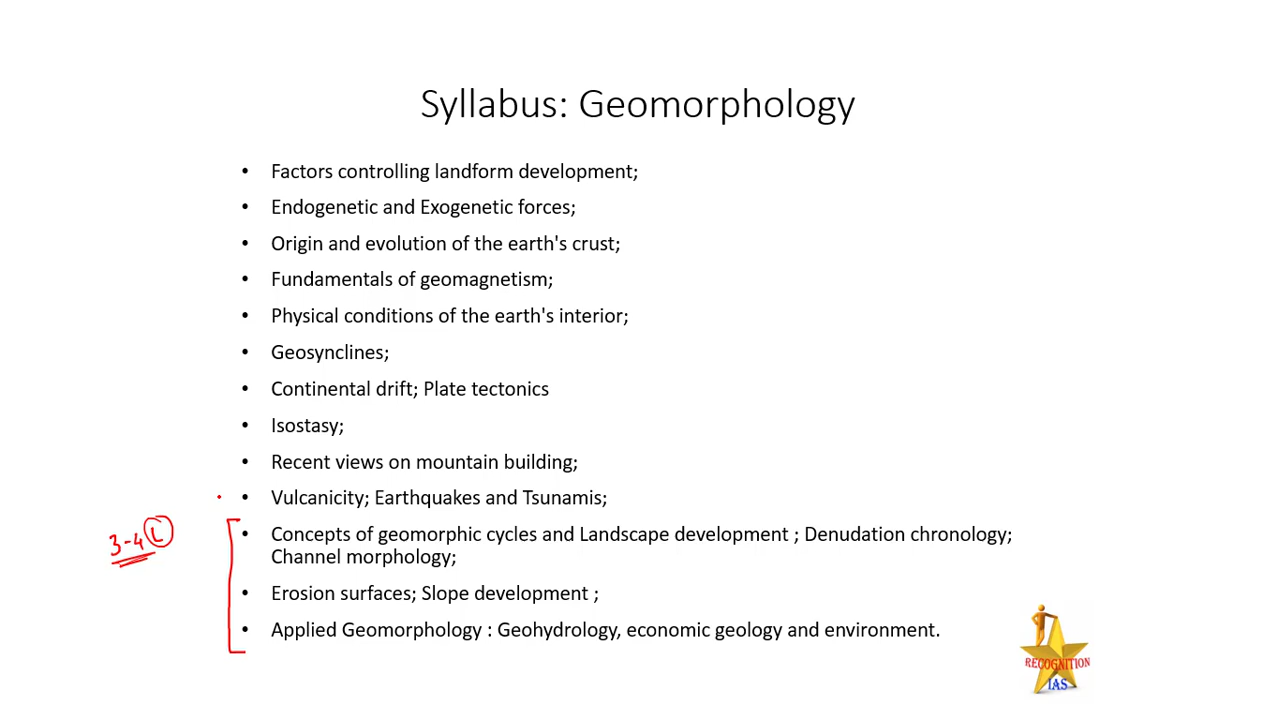 Syllabus: Geomorphology
• Factors controlling landform development;
• Endogenetic and Exogenetic forces;
• Origin and evolution of the earth's crust;
• Fundamentals of geomagnetism;
• Physical conditions of the earth's interior;
• Geosynclines;
• Continental drift; Plate tectonics
• Isostasy;
• Recent views on mountain building;
• Vulcanicity; Earthquakes and Tsunamis;
3-4 L
• Concepts of geomorphic cycles and Landscape development ; Denudation chronology;
Channel morphology;
• Erosion surfaces; Slope development ;
• Applied Geomorphology : Geohydrology, economic geology and environment.
RECOGNITION
IAS